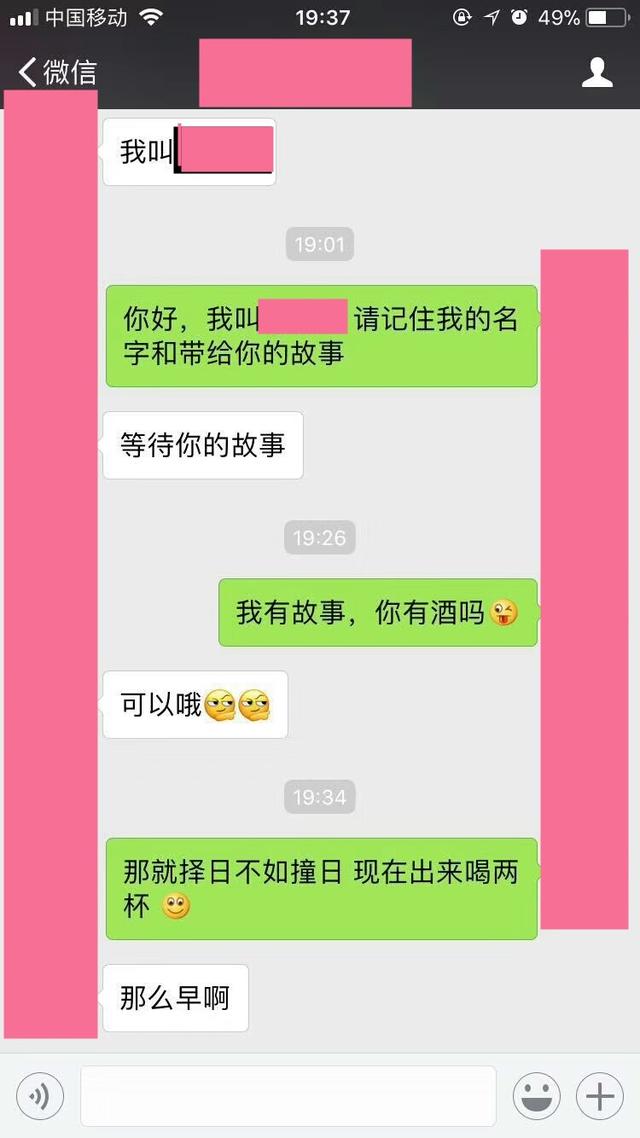 中国移动
19:37
49%
微信
我叫
19:01
你好，我叫 请记住我的名
字和带给你的故事
等待你的故事
19:26
我有故事，你有酒吗
可以哦
19:34
那就择日不如撞日 现在出来喝两
杯
那么早啊